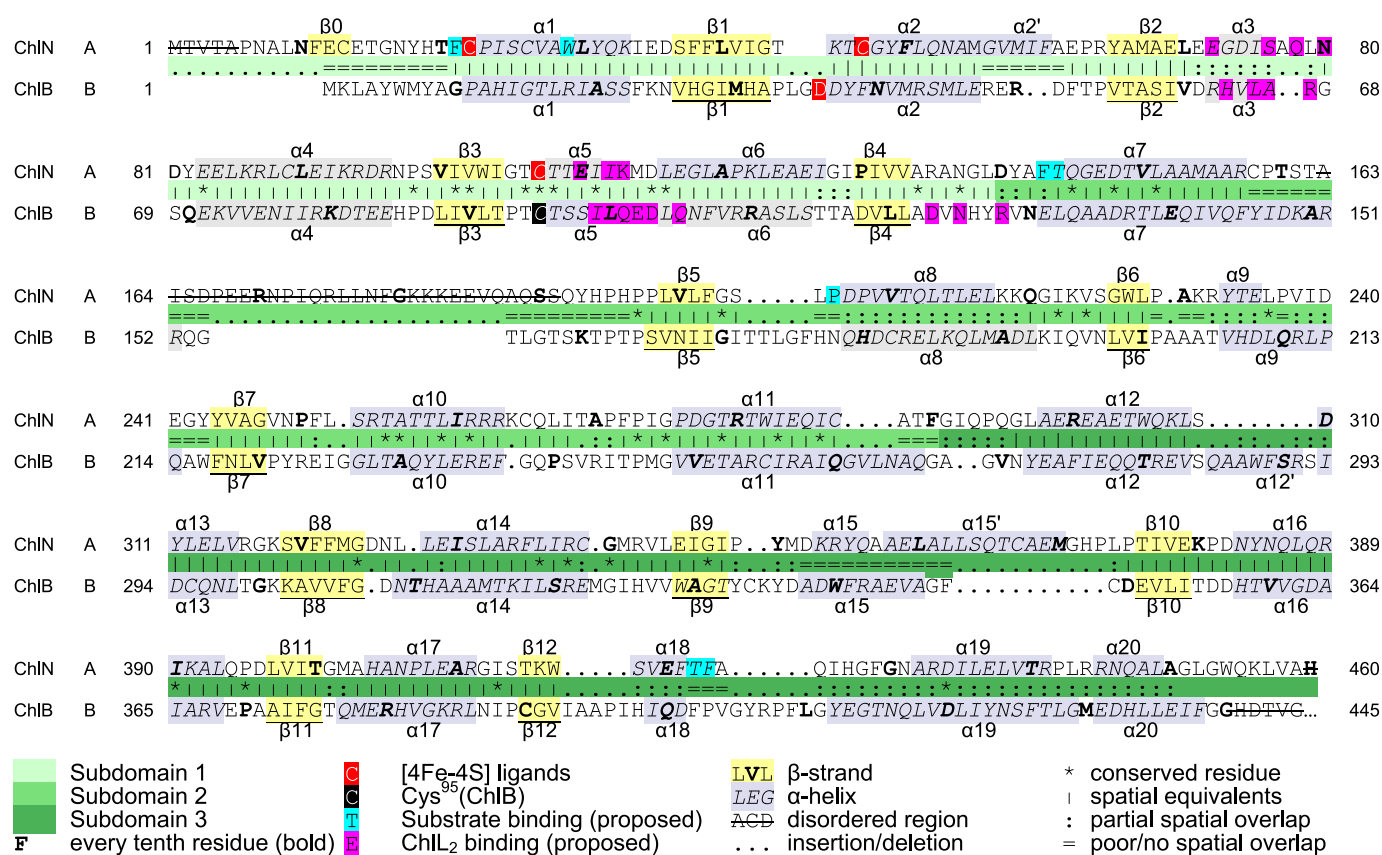 β0 α1 β1 α2 α2' β2 α3
ChlN A 1 MTVTAPNALNFECETGNYHTFCPISCVAWLYQKIEDSFFLVIGT KTCGYFLQNAMGVMIFAEPRYAMAELEEGDISAQLN 80
ChlB B 1 MKLAYWMYAGPAHIGTLRIASSFKNVHGIMHAPLGDDYFNVMRSMLERER..DFTPVTASIVDRHVLA..RG 68
α1 β1 α2 β2 α3
α4 β3 α5 α6 β4 α7
ChlN A 81 DYEELKRLCLEIKRDRNPSVIVWIGTCTTEIIKMDLEGLAPKLEAEIGIPIVVARANGLDYAFTQGEDTVLAAMAARCPTSTA 163
ChlB B 69 SQEKVVENIIRKDTEEHPDLIVLTPTCTSSILQEDLQNFVRRASLSTTADVLLADVNHYRVNELQAADRTLEQIVQFYIDKAR 151
α4 β3 α5 α6 β4 α7
β5 α8 β6 α9
ChlN A 164 ISDPEERNPIQRLLNFGKKKEEVQAQSSQYHPHPPLVLFGS.....LPDPVVTQLTLELKKQGIKVSGWLP.AKRYTELPVID 240
ChlB B 152 RQG TLGTSKTPTPSVNIIGITTLGFHNQHDCRELKQLMADLKIQVNLVIPAAATVHDLQRLP 213
β5 α8 β6 α9
β7 α10 α11 α12
ChlN A 241 EGYYVAGVNPFL.SRTATTLIRRRKCQLITAPFPIGPDGTRTWIEQIC....ATFGIQPQGLAEREAETWQKLS........D 310
ChlB B 214 QAWFNLVPYREIGGLTAQYLEREF.GQPSVRITPMGVVETARCIRAIQGVLNAQGA..GVNYEAFIEQQTREVSQAAWFSRSI 293
β7 α10 α11 α12 α12'
α13 β8 α14 β9 α15 α15' β10 α16
ChlN A 311 YLELVRGKSVFFMGDNL.LEISLARFLIRC.GMRVLEIGIP..YMDKRYQAAELALLSQTCAEMGHPLPTIVEKPDNYNQLQR 389
ChlB B 294 DCQNLTGKKAVVFG.DNTHAAAMTKILSREMGIHVVWAGTYCKYDADWFRAEVAGF...........CDEVLITDDHTVVGDA 364
α13 β8 α14 β9 α15 β10 α16
β11 α17 β12 α18 α19 α20
ChlN A 390 IKALQPDLVITGMAHANPLEARGISTKW.....SVEFTFA......QIHGFGNARDILELVTRPLRRNQALAGLGWQKLVAH 460
ChlB B 365 IARVEPAAIFGTQMERHVGKRLNIPCGVIAAPIHIQDFPVGYRPFLGYEGTNQLVDLIYNSFTLGMEDHLLEIFGGHDTVG... 445
β11 α17 β12 α18 α19 α20
Subdomain 1 C [4Fe-4S] ligands LVL β-strand * conserved residue
Subdomain 2 C Cys95(ChlB) LEG α-helix | spatial equivalents
Subdomain 3 T Substrate binding (proposed) ACD disordered region : partial spatial overlap
F every tenth residue (bold) E ChlL2 binding (proposed) ... insertion/deletion = poor/no spatial overlap